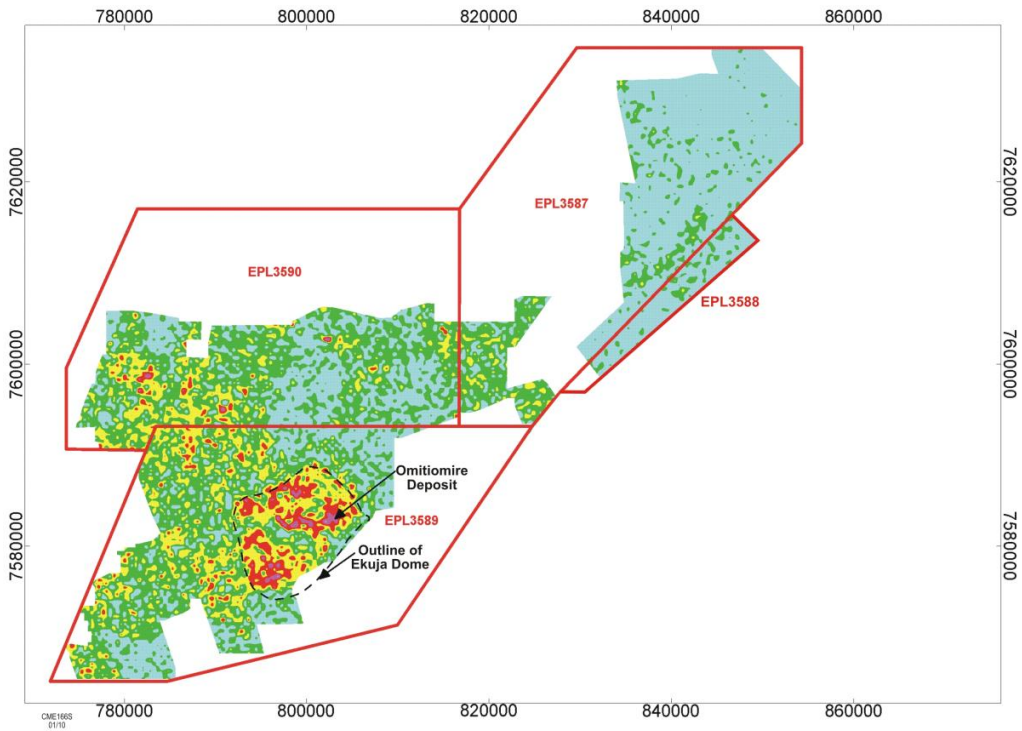 780000 800000 820000 840000 860000
7620000
7620000
EPL3587
EPL3590
EPL3588
7600000
7600000
Omitiomire
Deposit
EPL3589
7580000
7580000
Outline of
Ekuja Dome
780000 800000 820000 840000 860000
CME166S
01/10